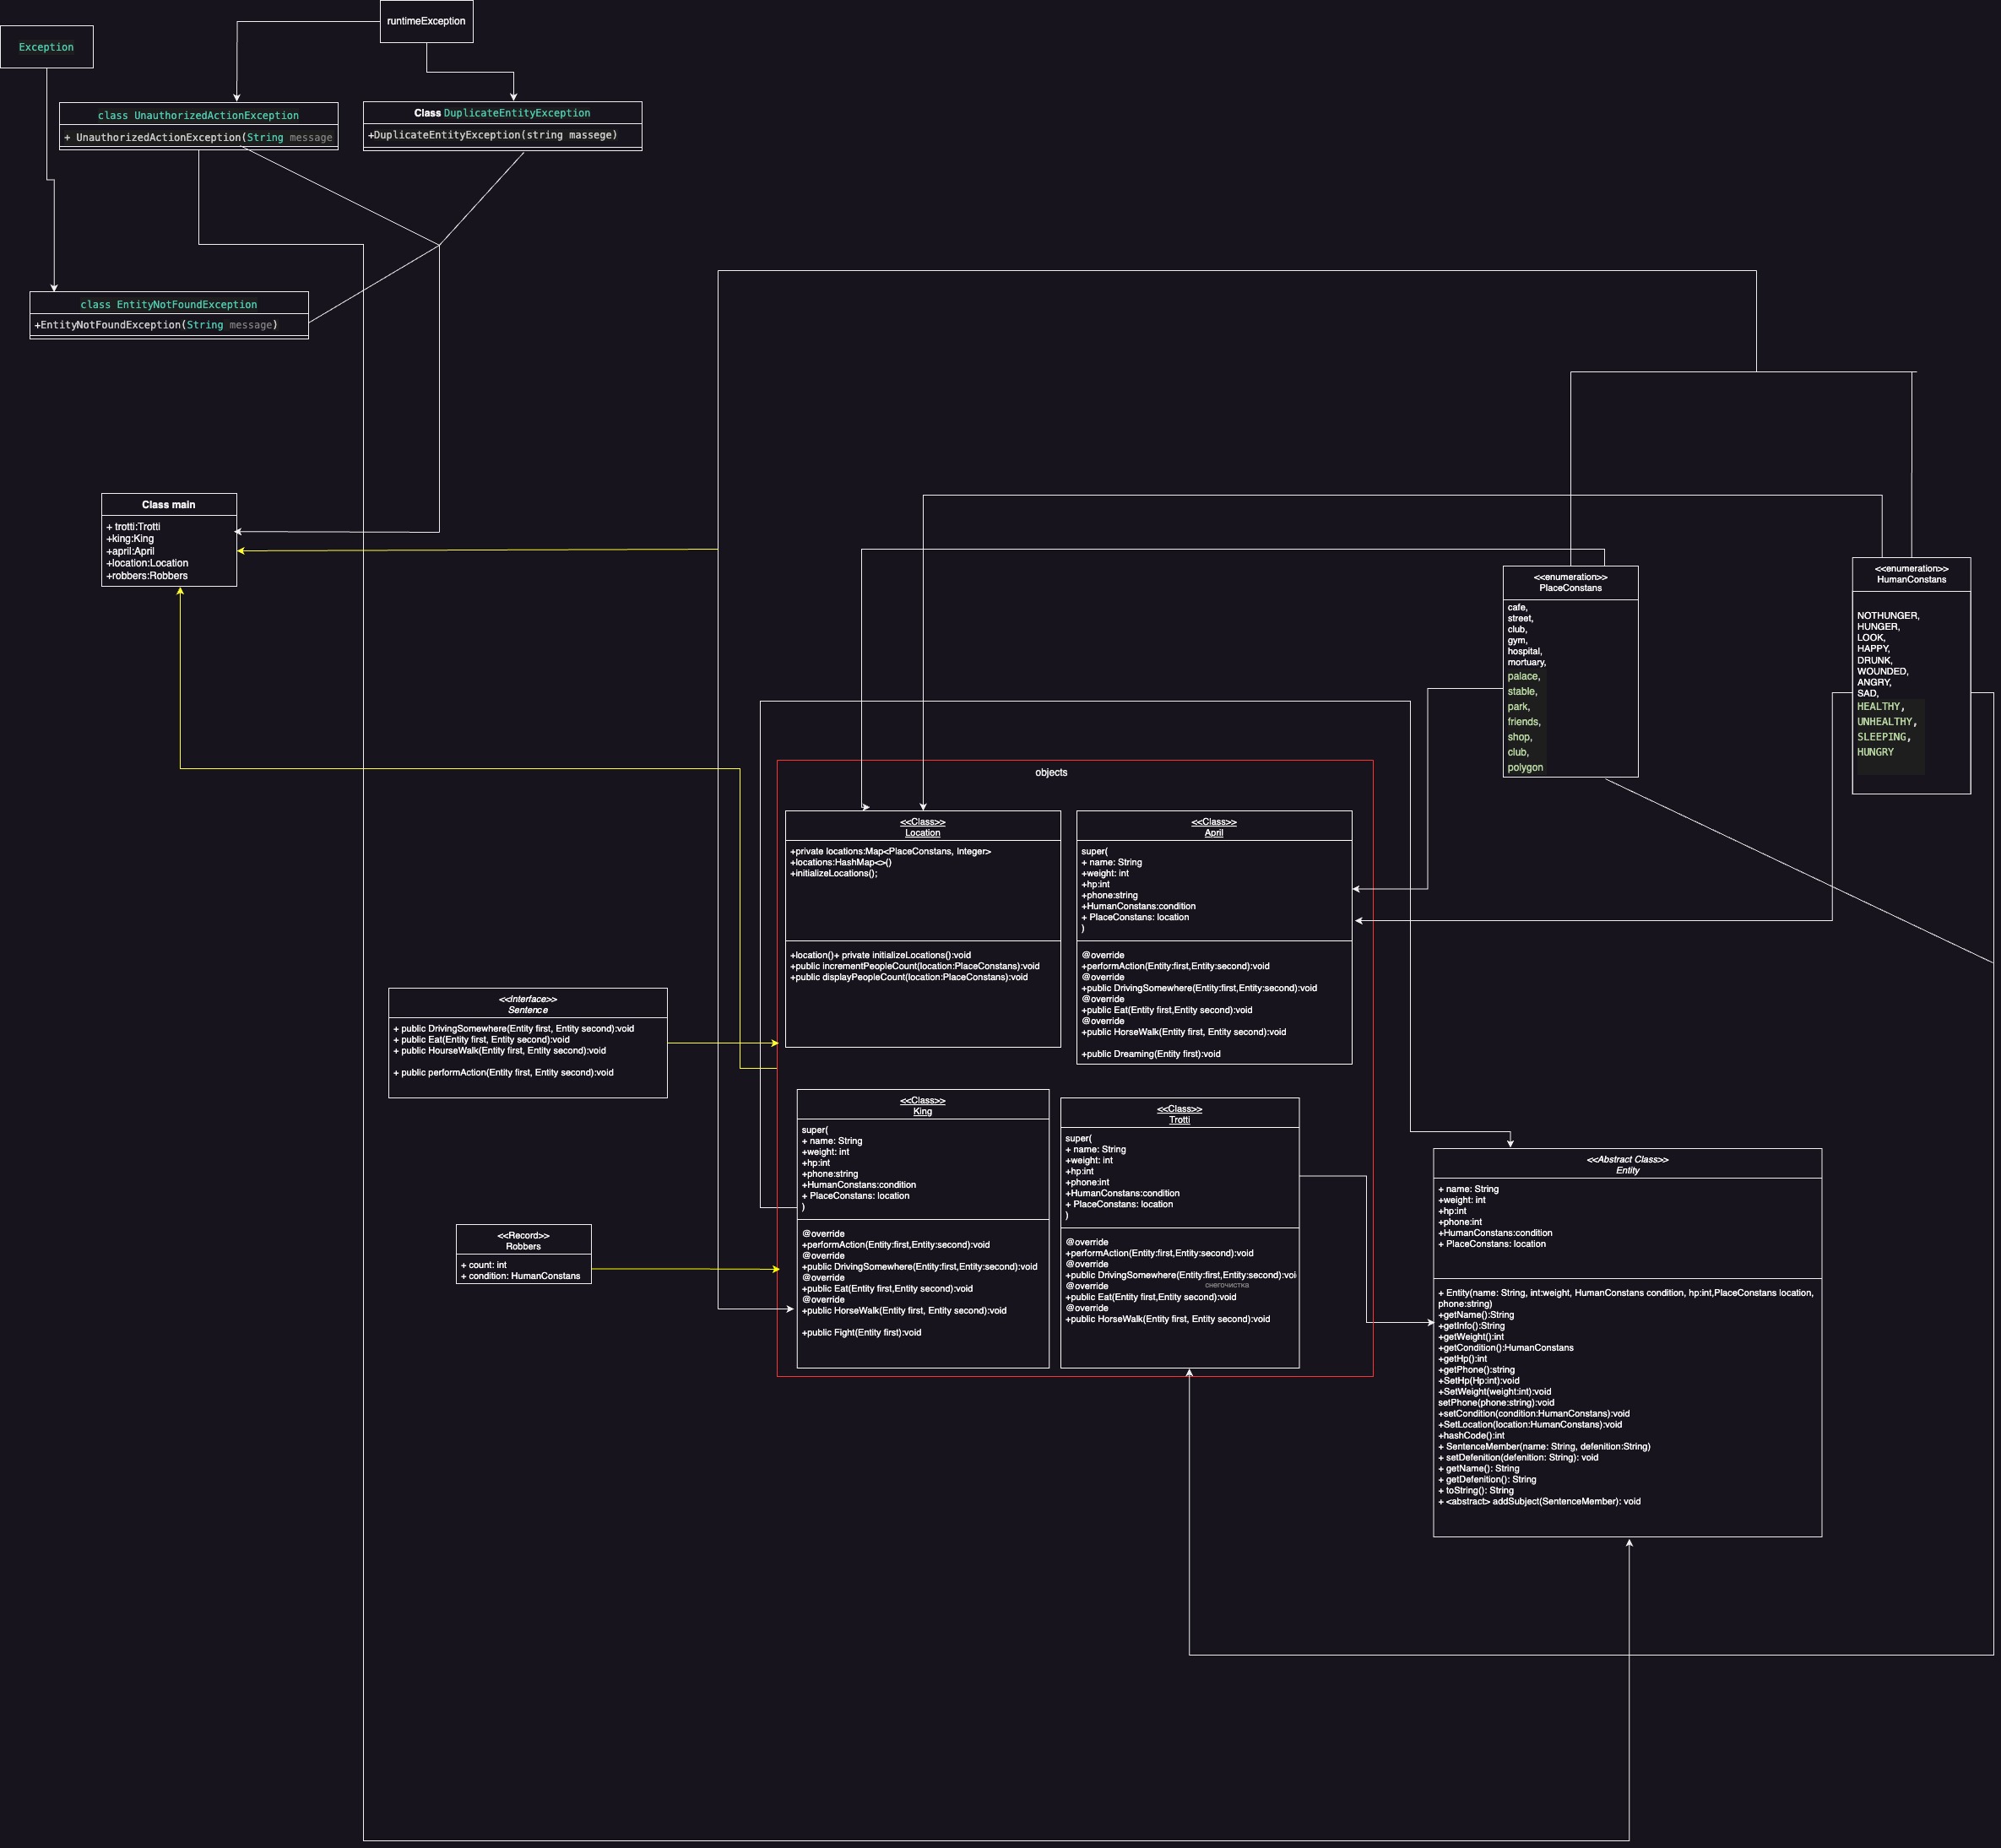 runtimeException
Exception
class UnauthorizedActionException
+ UnauthorizedActionException(String message
Class DuplicateEntityException
+DuplicateEntityException(string massege)
class EntityNotFoundException
+EntityNotFoundException(String message)
Class main
+ trotti:Trotti
+king:King
+april:April
+location:Location
+robbers:Robbers
<<enumeration>>
PlaceConstans
cafe,
street,
club,
gym,
hospital,
mortuary,
palace,
stable,
park,
friends,
shop,
club,
polygon
<<enumeration>>
HumanConstans
NOTHUNGER,
HUNGER,
LOOK,
HAPPY,
DRUNK,
WOUNDED,
ANGRY,
SAD,
HEALTHY,
UNHEALTHY,
SLEEPING,
HUNGRY
objects
<<Class>>
Location
+private locations:Map<PlaceConstans, Integer>
+locations:HashMap<>()
+initializeLocations();
+location()+ private initializeLocations():void
+public incrementPeopleCount(location:PlaceConstans):void
+public displayPeopleCount(location:PlaceConstans):void
<<Class>>
April
super(
+ name: String
+weight: int
+hp:int
+phone:string
+HumanConstans:condition
+ PlaceConstans: location
)
@override
+performAction(Entity:first,Entity:second):void
@override
+public DrivingSomewhere(Entity:first,Entity:second):void
@override
+public Eat(Entity first,Entity second):void
@override
+public HorseWalk(Entity first, Entity second):void
+public Dreaming(Entity first):void
<<Interface>>
Sentence
+ public DrivingSomewhere(Entity first, Entity second):void
+ public Eat(Entity first, Entity second):void
+ public HourseWalk(Entity first, Entity second):void
+ public performAction(Entity first, Entity second):void
<<Class>>
King
super(
+ name: String
+weight: int
+hp:int
+phone:string
+HumanConstans:condition
+ PlaceConstans: location
)
@override
+performAction(Entity:first,Entity:second):void
@override
+public DrivingSomewhere(Entity:first,Entity:second):void
@override
+public Eat(Entity first,Entity second):void
@override
+public HorseWalk(Entity first, Entity second):void
+public Fight(Entity first):void
<<Class>>
Trotti
super(
+ name: String
+weight: int
+hp:int
+phone:int
+HumanConstans:condition
+ PlaceConstans: location
)
@override
+performAction(Entity:first,Entity:second):void
@override
+public DrivingSomewhere(Entity:first,Entity:second):voi
@override
снегочистка
+public Eat(Entity first,Entity second):void
@override
+public HorseWalk(Entity first, Entity second):void
<<Record>>
Robbers
+ count: int
+ condition: HumanConstans
<<Abstract Class>>
Entity
+ name: String
+weight: int
+hp:int
+phone:int
+HumanConstans:condition
+ PlaceConstans: location
+ Entity(name: String, int:weight, HumanConstans condition, hp:int,PlaceConstans location,
phone:string)
+getName():String
+getInfo():String
+getWeight():int
+getCondition():HumanConstans
+getHp():int
+getPhone():string
+SetHp(Hp:int):void
+SetWeight(weight:int):void
setPhone(phone:string):void
+setCondition(condition:HumanConstans):void
+SetLocation(location:HumanConstans):void
+hashCode():int
+ SentenceMember(name: String, defenition:String)
+ setDefenition(defenition: String): void
+ getName(): String
+ getDefenition(): String
+ toString(): String
+ <abstract> addSubject(SentenceMember): void